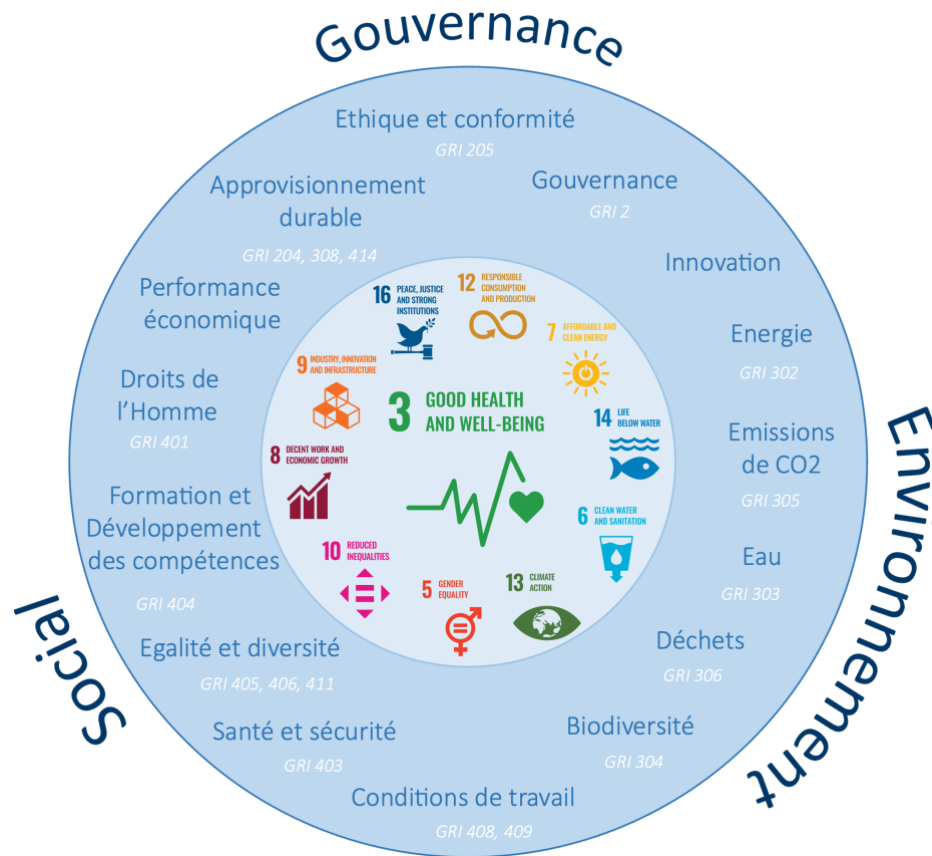 Gouvernance
Ethique et conformité
GRI 205
Approvisionnement
durable
GRI 204, 308, 414
Gouvernance
GRI 2
Innovation
Performance
économique
Energie
GRI 302
Droits de
l’Homme
GRI 401
Emissions
de CO2
GRI 305
Formation et
Développement
des compétences
GRI 404
Eau
GRI 303
Egalité et diversité
GRI 405, 406, 411
Déchets
GRI 306
Santé et sécurité
GRI 403
Biodiversité
GRI 304
Conditions de travail
GRI 408, 409
Social
Environnement
16 PEACE, JUSTICE
AND STRONG
INSTITUTIONS
12 RESPONSIBLE
CONSUMPTION
AND PRODUCTION
7 AFFORDABLE AND
CLEAN ENERGY
9 INDUSTRY, INNOVATION
AND INFRASTRUCTURE
3 GOOD HEALTH
AND WELL-BEING
14 LIFE
BELOW WATER
8 DECENT WORK AND
ECONOMIC GROWTH
6 CLEAN WATER
AND SANITATION
10 REDUCED
INEQUALITIES
5 GENDER
EQUALITY
13 CLIMATE
ACTION